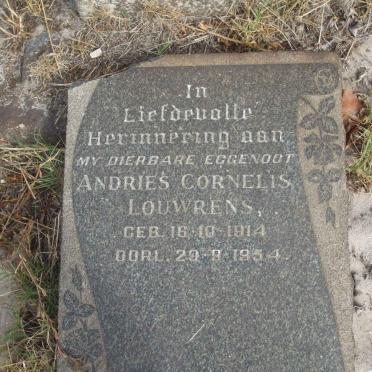 In
Liefdevolle
Herinnering aan
MY DIERBARE EGGENOOT
ANDRIES CORNELIS
LOUWRENS,
GEB. 16-10-1914
OORL. 29-9-1954.